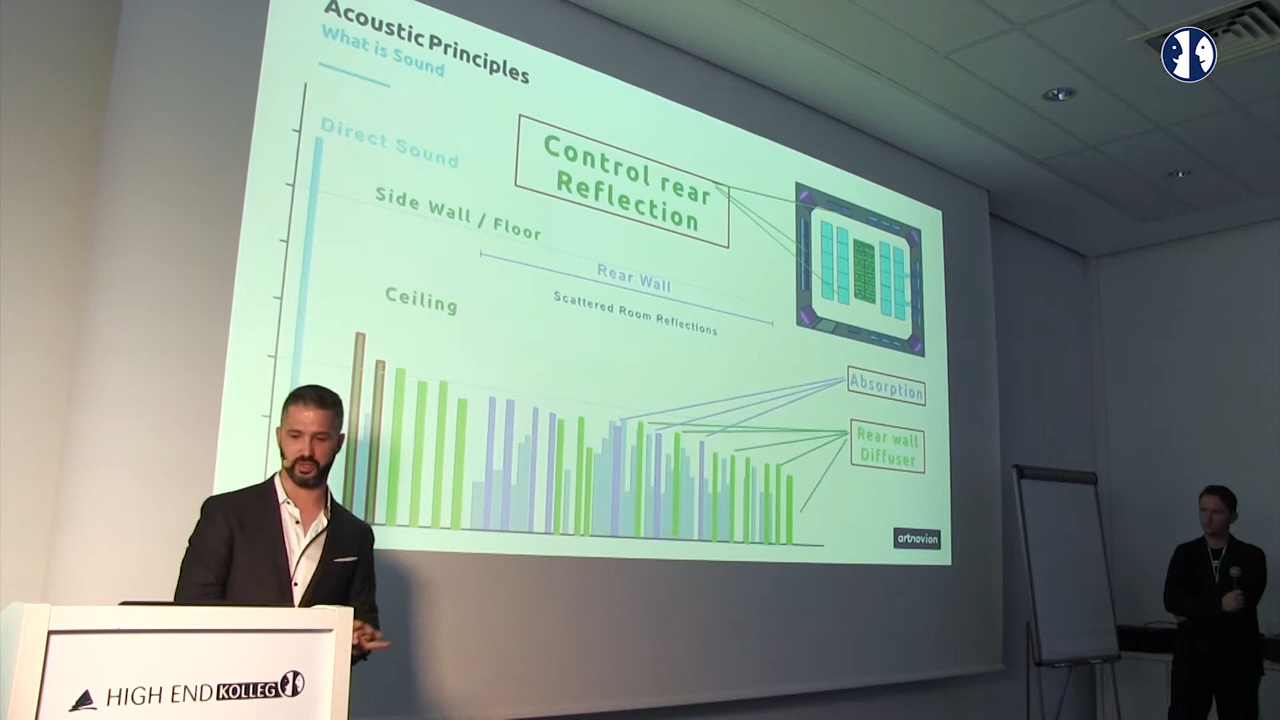 Acoustic Principles
What is Sound
Direct Sound
Control rear
Reflection
Side Wall / Floor
Rear Wall
Scattered Room Reflections
Ceiling
Absorption
Rear wall
Diffuser
artnovion
HIGH END KOLLEG